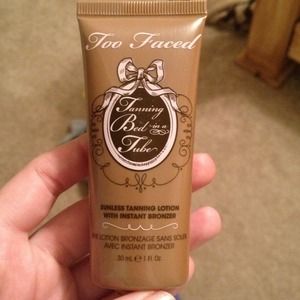 Too Faced
Tanning
Bed in a
Tube
SUNLESS TANNING LOTION
WITH INSTANT BRONZER
LOTION BRONZAGE SANS SOLEIL
AVEC INSTANT BRONZER
30 mL e 1 FL. OZ.